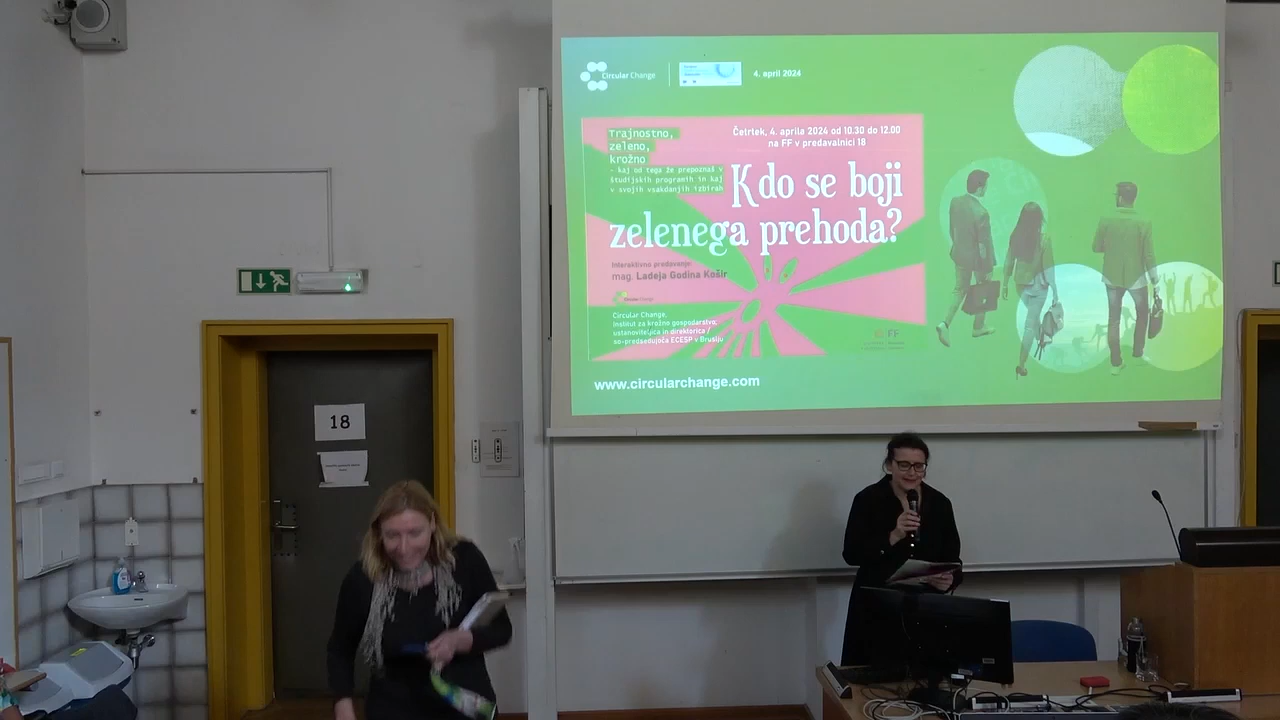 Circular Change
4. april 2024
Trajnostno,
zeleno,
krožno
- kaj od tega že prepoznaš v
študijskih programih in kaj
v svojih vsakdanjih izbirah
Četrtek, 4. aprila 2024 od 10.30 do 12.00
na FF v predavalnici 18
Kdo se boji
zelenega prehoda?
Interaktivno predavanje
mag. Ladeja Godina Košir
Circular Change,
Inštitut za krožno gospodarstvo,
ustanoviteljica in direktorica /
so-predsedujoča ECESP v Bruslju
FF
www.circularchange.com
18